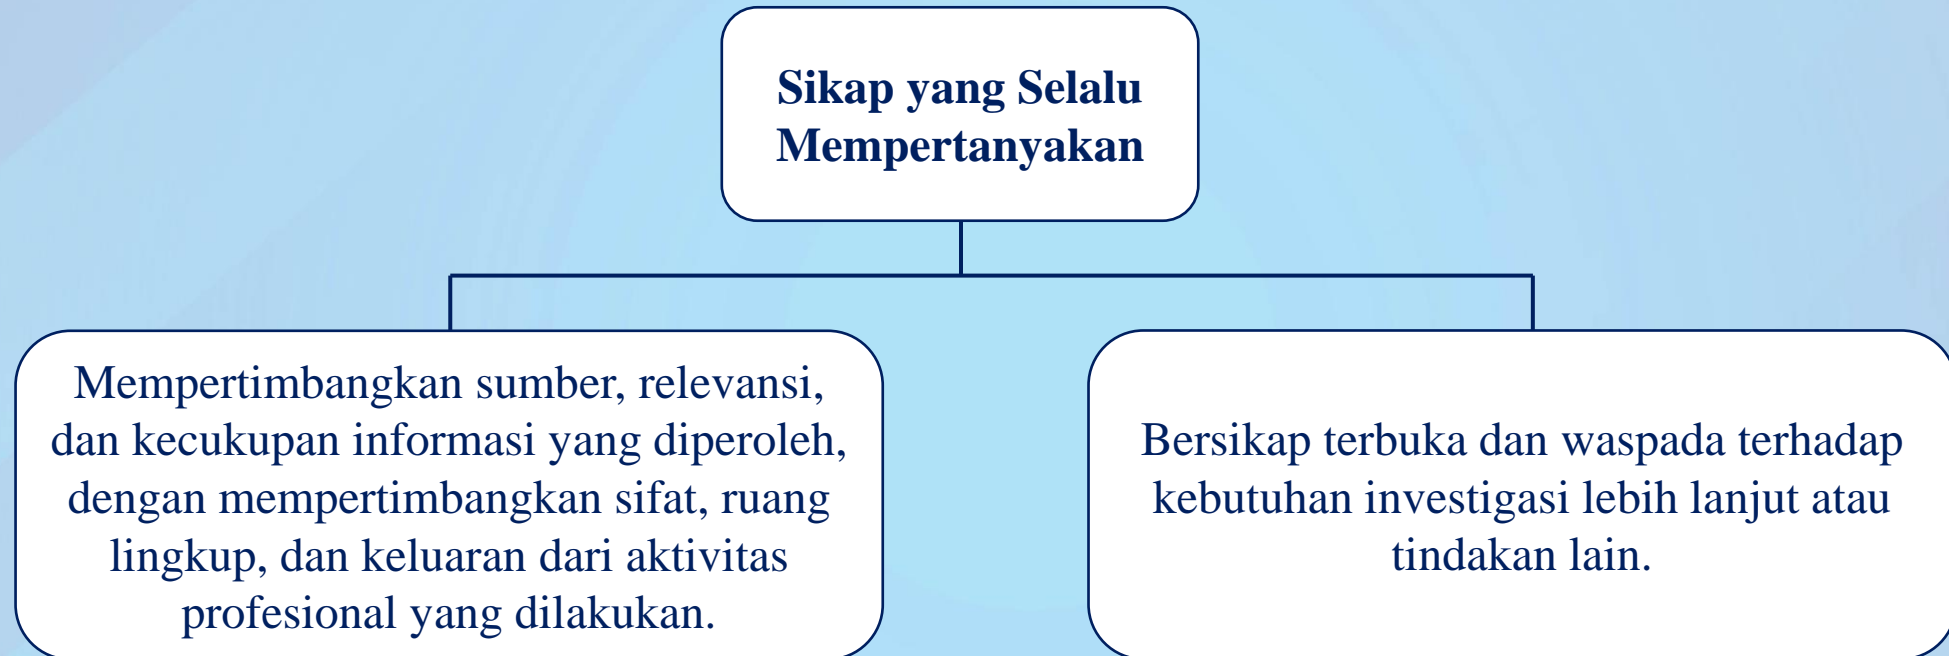 Sikap yang Selalu
Mempertanyakan
Mempertimbangkan sumber, relevansi,
dan kecukupan informasi yang diperoleh,
dengan mempertimbangkan sifat, ruang
lingkup, dan keluaran dari aktivitas
profesional yang dilakukan.
Bersikap terbuka dan waspada terhadap
kebutuhan investigasi lebih lanjut atau
tindakan lain.